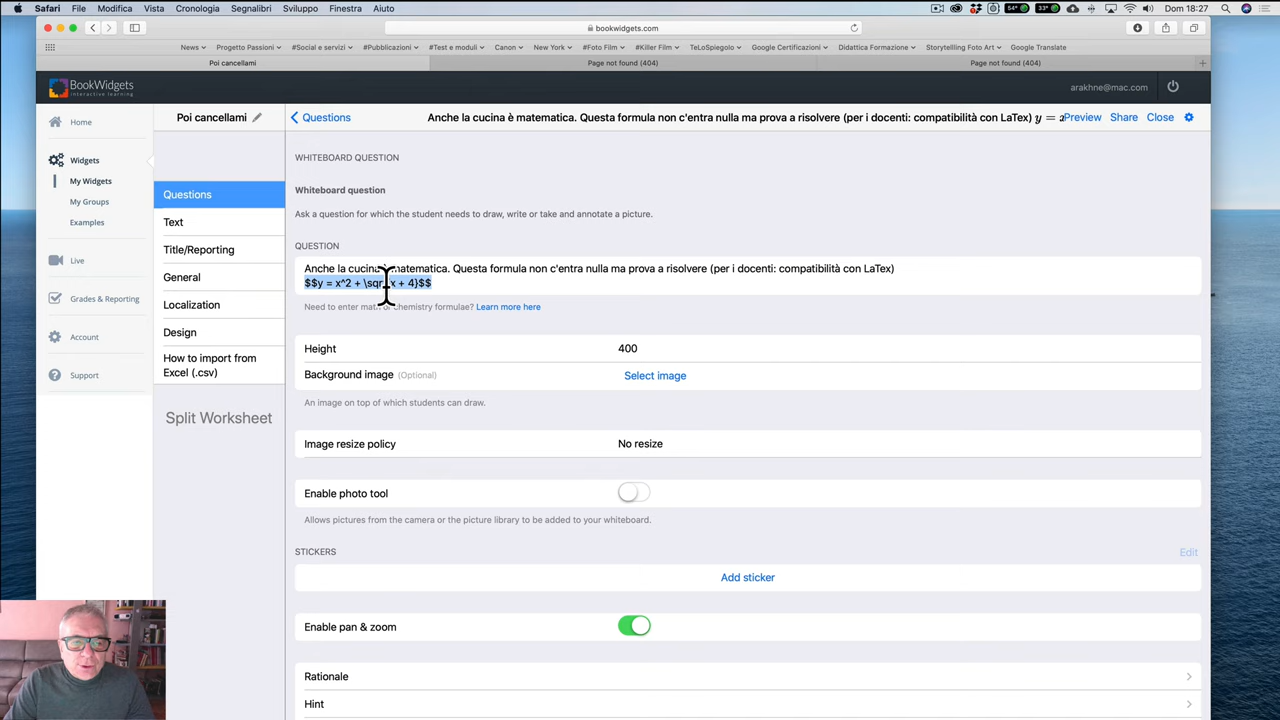 Safari File Modifica Vista Cronologia Segnalibri Sviluppo Finestra Aiuto 54° 33° Dom 18:27
bookwidgets.com
News Progetto Passioni #Social e servizi #Pubblicazioni #Test e moduli Canon New York #Foto Film #Killer Film TeLoSpiegolo Google Certificazioni Didattica Formazione Storytelling Foto Art Google Translate
Poi cancellami Page not found (404) Page not found (404)
BookWidgets
interactive learning
arakhne@mac.com
Home
Widgets
My Widgets
My Groups
Examples
Live
Grades & Reporting
Account
Support
Poi cancellami
Questions
Text
Title/Reporting
General
Localization
Design
How to import from
Excel (.csv)
Split Worksheet
Questions
Anche la cucina è matematica. Questa formula non c'entra nulla ma prova a risolvere (per i docenti: compatibilità con LaTex) y =
Preview Share Close
WHITEBOARD QUESTION
Whiteboard question
Ask a question for which the student needs to draw, write or take and annotate a picture.
QUESTION
Anche la cucina è matematica. Questa formula non c'entra nulla ma prova a risolvere (per i docenti: compatibilità con LaTex)
$$y = x^2 + \sqr x + 4}$$
Need to enter math or chemistry formulae? Learn more here
Height 400
Background image (Optional) Select image
An image on top of which students can draw.
Image resize policy No resize
Enable photo tool
Allows pictures from the camera or the picture library to be added to your whiteboard.
STICKERS Edit
Add sticker
Enable pan & zoom
Rationale
Hint